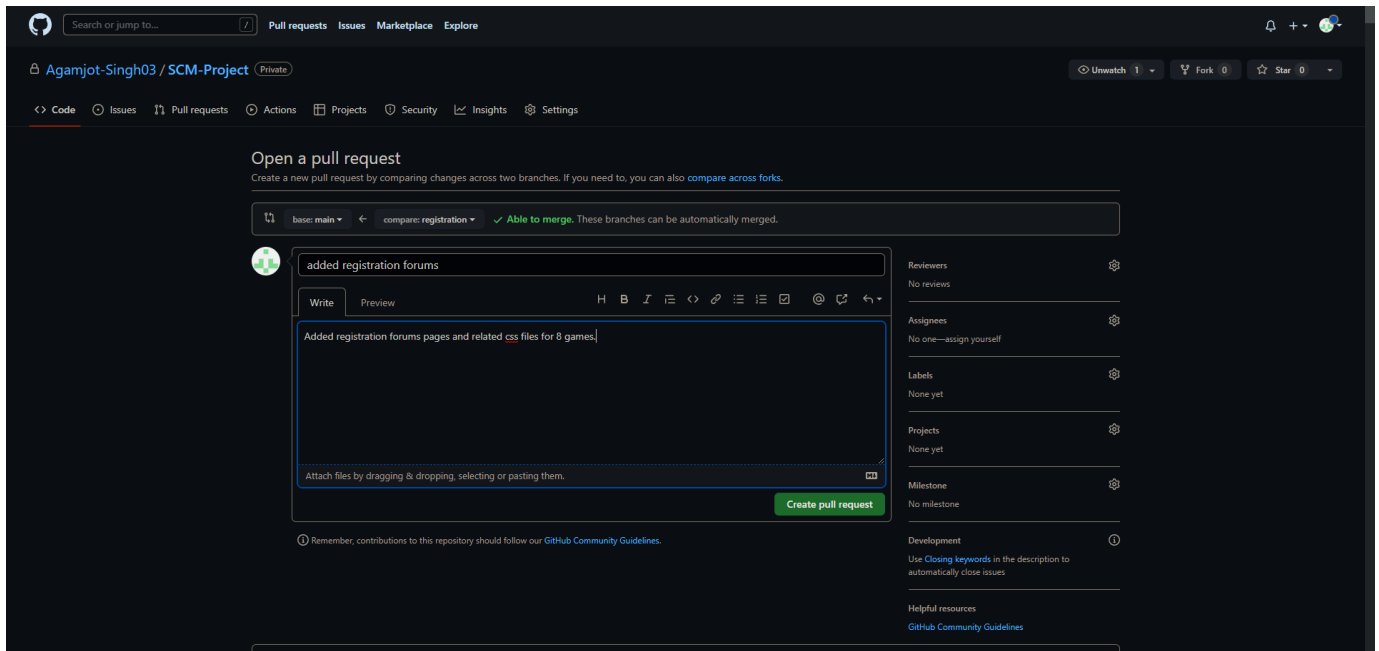 Search or jump to... /
Pull requests Issues Marketplace Explore
Agamjot-Singh03 / SCM-Project Private
Unwatch 1 Fork 0 Star 0
Code Issues Pull requests Actions Projects Security Insights Settings
Open a pull request
Create a new pull request by comparing changes across two branches. If you need to, you can also compare across forks.
base: main ← compare: registration ✓ Able to merge. These branches can be automatically merged.
added registration forums
Write Preview
Added registration forums pages and related css files for 8 games.
Attach files by dragging & dropping, selecting or pasting them.
Create pull request
Remember, contributions to this repository should follow our GitHub Community Guidelines.
Reviewers
No reviews
Assignees
No one—assign yourself
Labels
None yet
Projects
None yet
Milestone
No milestone
Development
Use Closing keywords in the description to
automatically close issues
Helpful resources
GitHub Community Guidelines